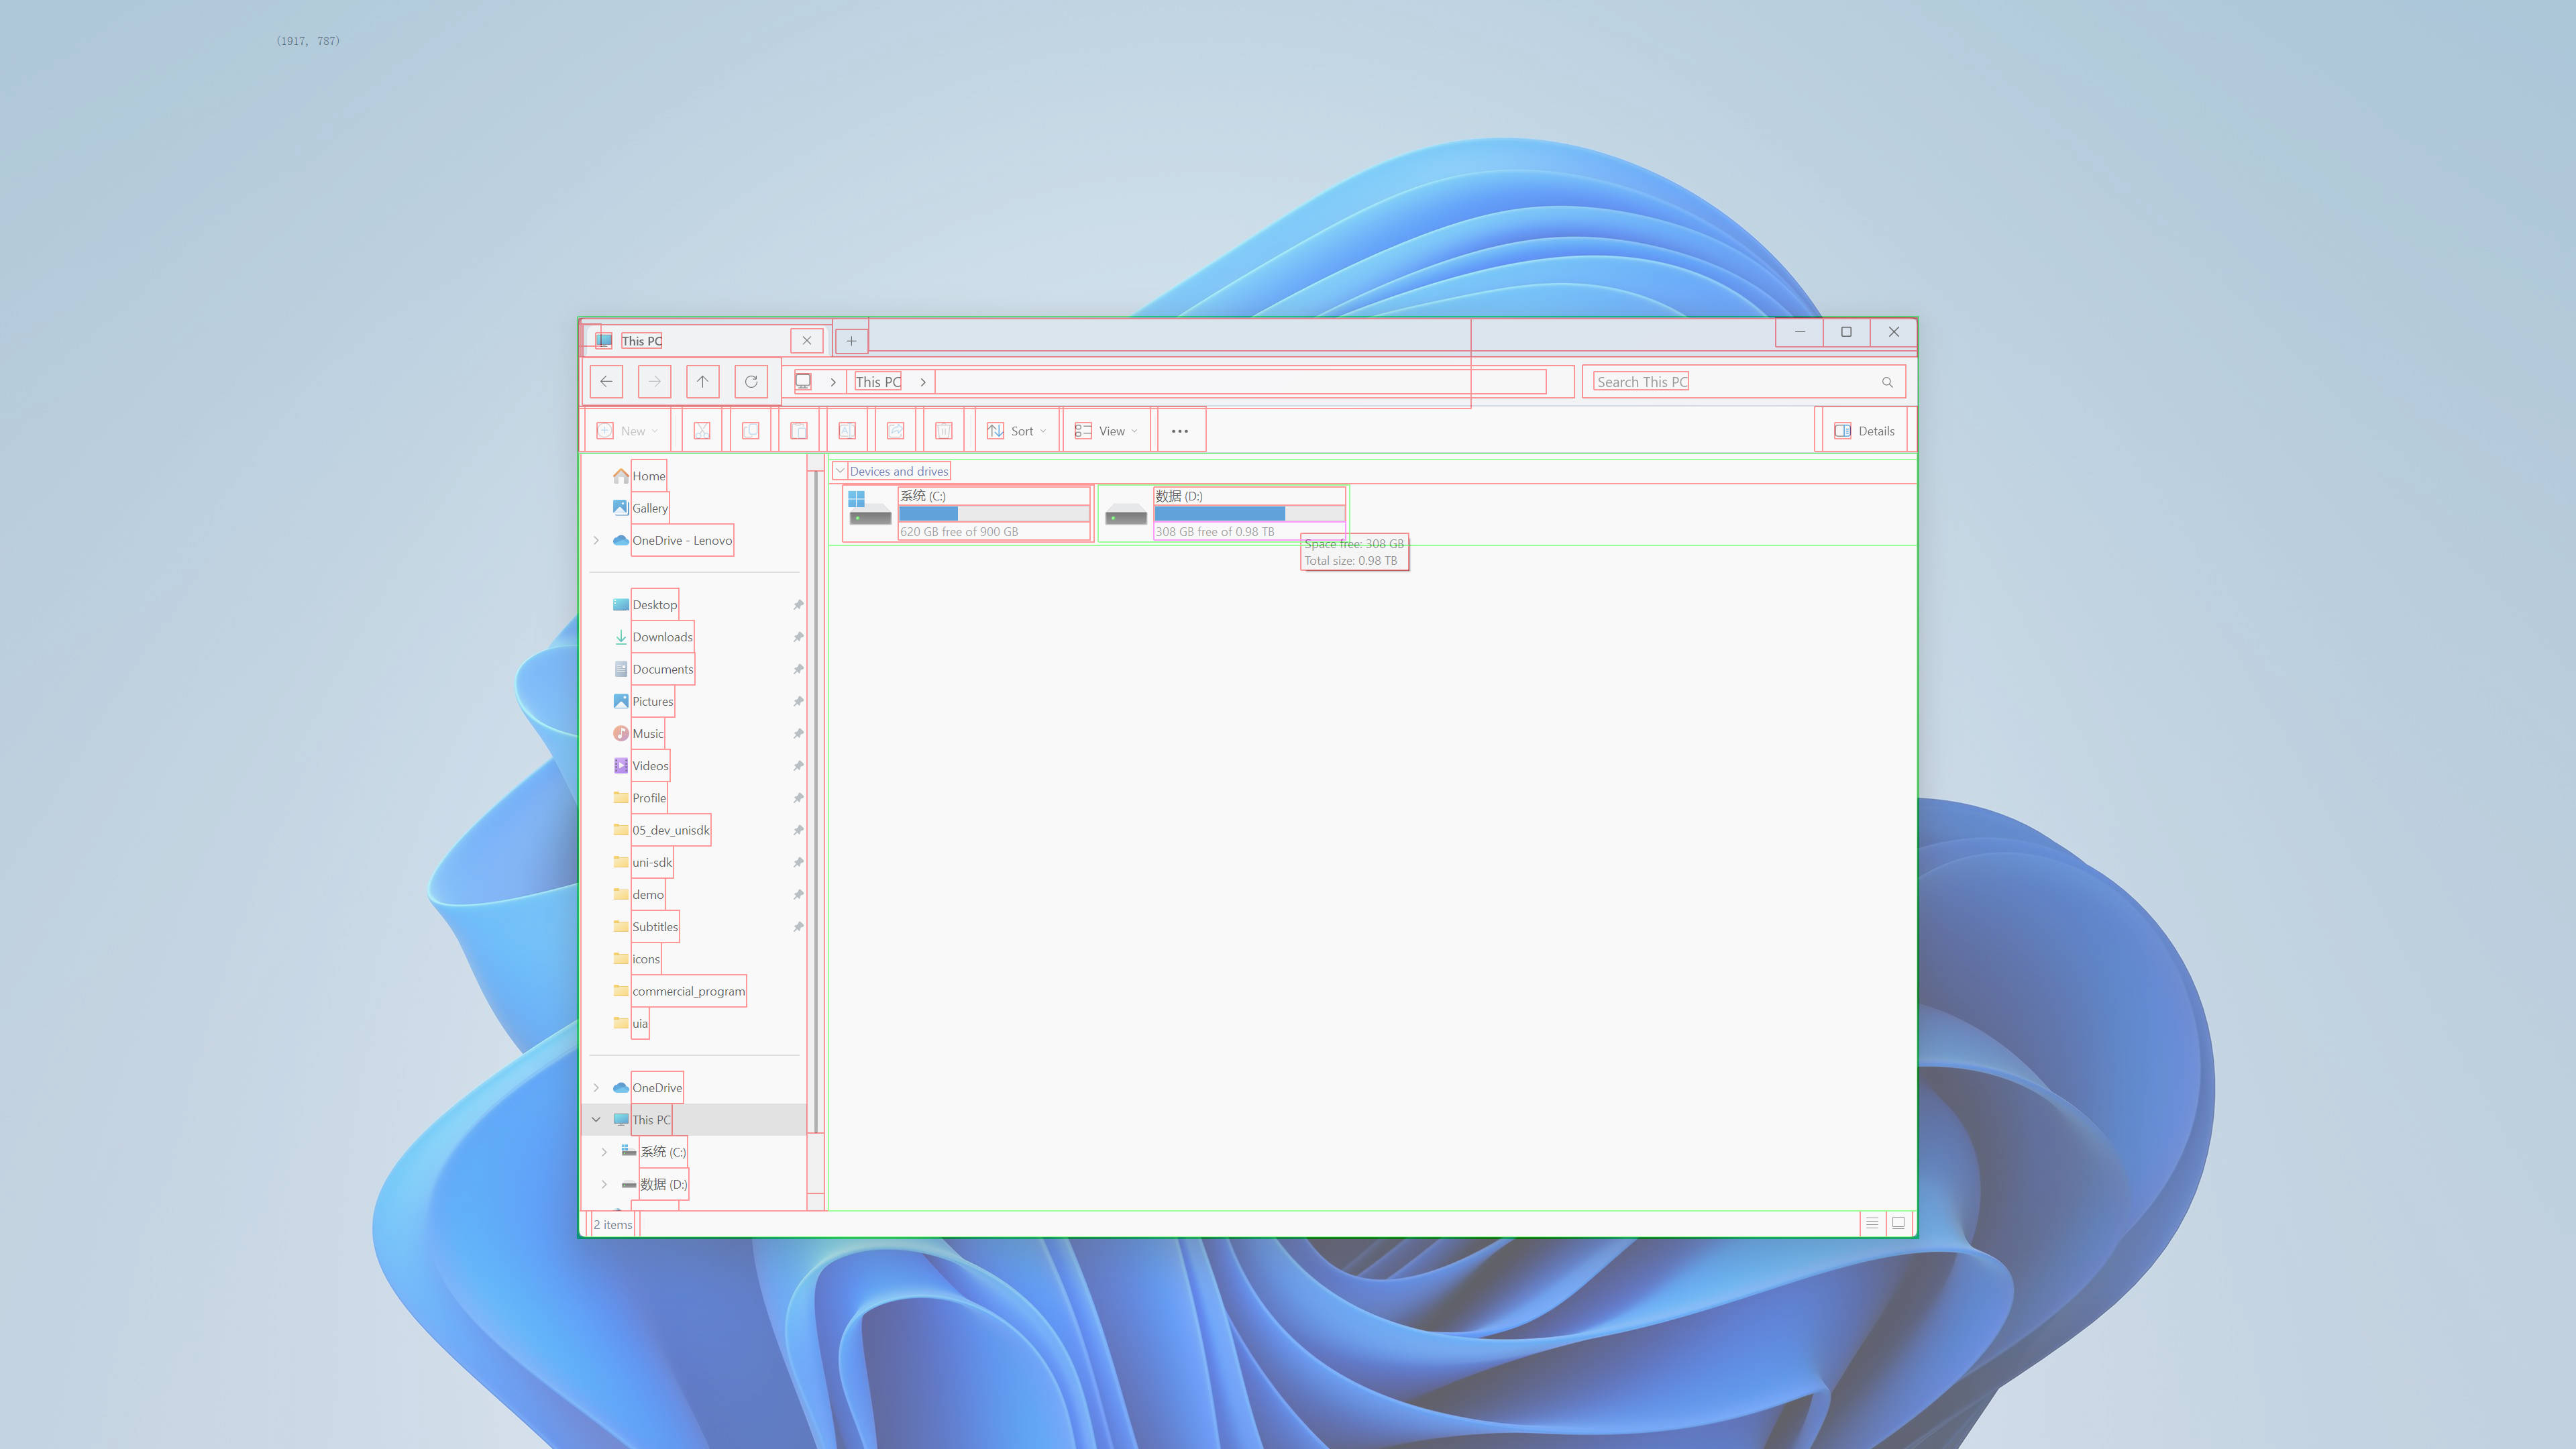 (1917, 787)
This PC
This PC
Search This PC
New
Sort
View
Details
Home
Gallery
OneDrive - Lenovo
Desktop
Downloads
Documents
Pictures
Music
Videos
Profile
05_dev_unisdk
uni-sdk
demo
Subtitles
icons
commercial_program
uia
OneDrive
This PC
系统 (C:)
数据 (D:)
Devices and drives
系统 (C:)
620 GB free of 900 GB
数据 (D:)
308 GB free of 0.98 TB
Space free: 308 GB
Total size: 0.98 TB
2 items